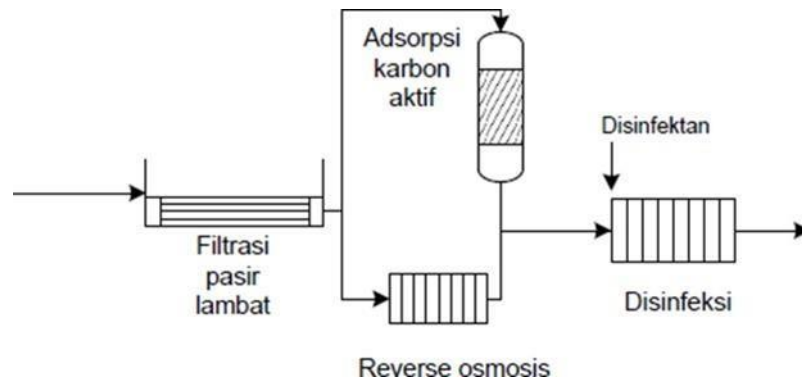 Adsorpsi
karbon
aktif
Disinfektan
Filtrasi
pasir
lambat
Disinfeksi
Reverse osmosis